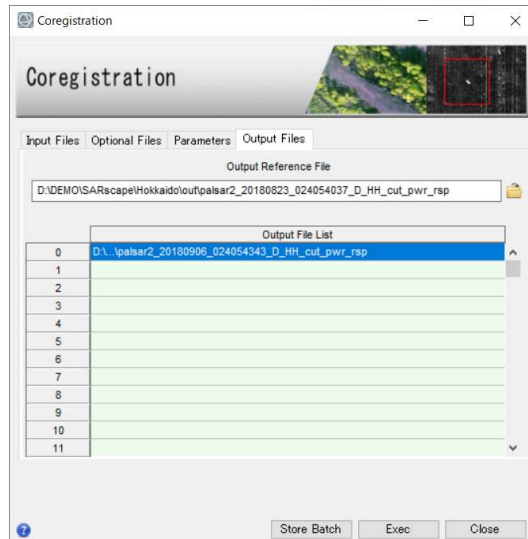 Coregistration
Coregistration
Input Files Optional Files Parameters Output Files
Output Reference File
D:\DEMO\SARscape\Hokkaido\out\palsar2_20180823_024054037_D_HH_cut_pwr_rsp
Output File List
0 D:\...\palsar2_20180906_024054343_D_HH_cut_pwr_rsp
1
2
3
4
5
6
7
8
9
10
11
Store Batch Exec Close